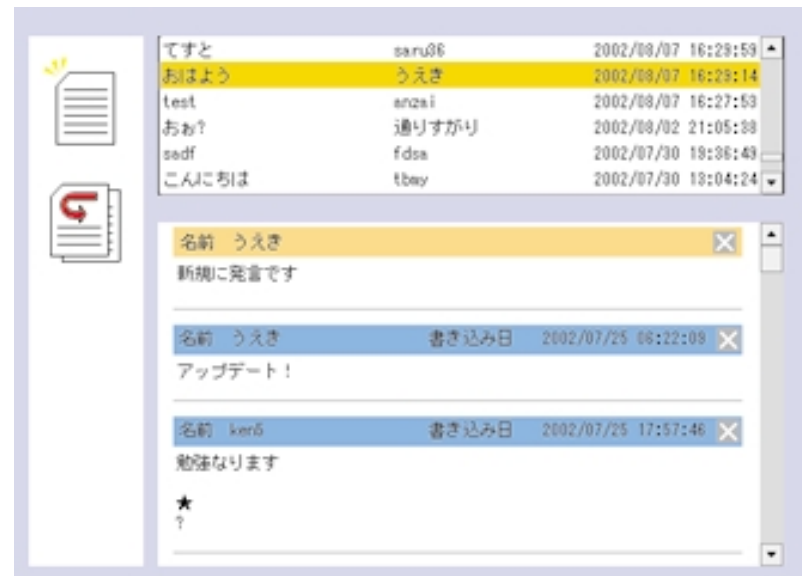 てすと saru36 2002/08/07 16:29:59
おはよう うえき 2002/08/07 16:29:14
test anzai 2002/08/07 16:27:53
おぉ? 通りすがり 2002/08/02 21:05:38
sadf fdsa 2002/07/30 19:36:49
こんにちは tbmy 2002/07/30 13:04:24
名前 うえき
新規に発言です
名前 うえき 書き込み日 2002/07/25 06:22:09
アップデート！
名前 ken5 書き込み日 2002/07/25 17:57:46
勉強なります
★
?